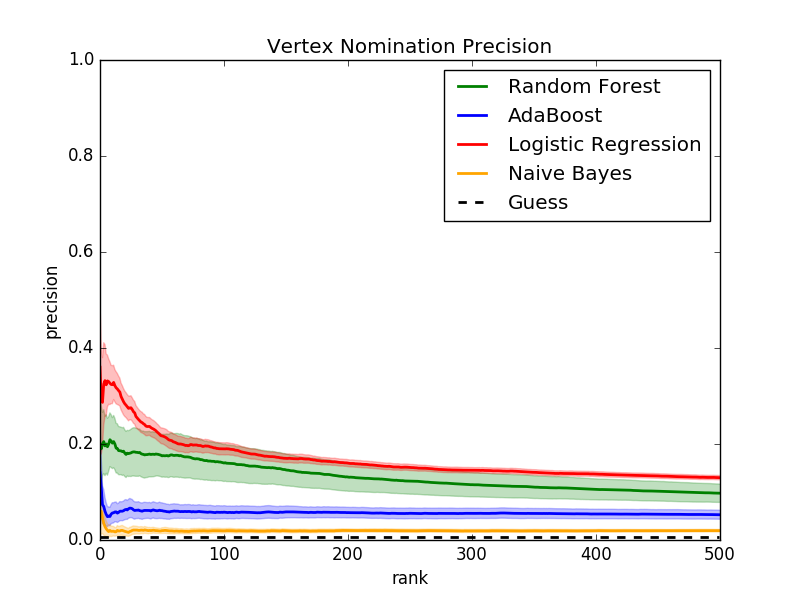 Vertex Nomination Precision
1.0
0.8
0.6
0.4
0.2
0.0
precision
Random Forest
AdaBoost
Logistic Regression
Naive Bayes
Guess
0 100 200 300 400 500
rank